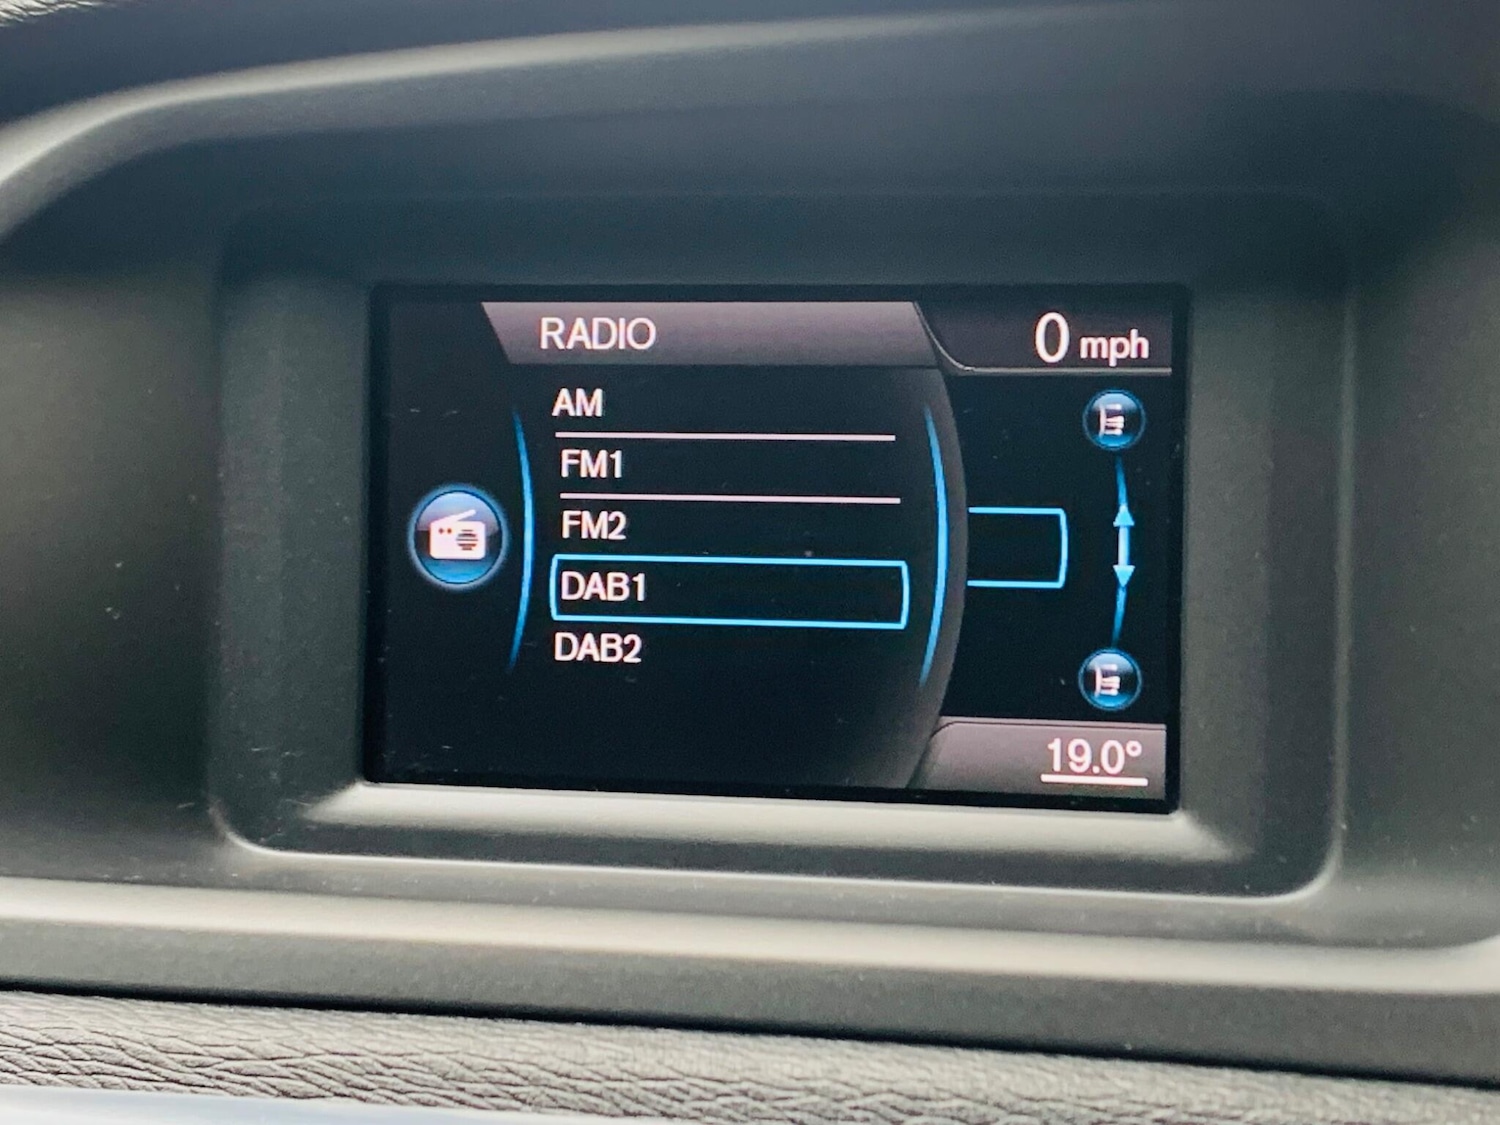 RADIO
0 mph
AM
FM1
FM2
DAB1
DAB2
19.0°